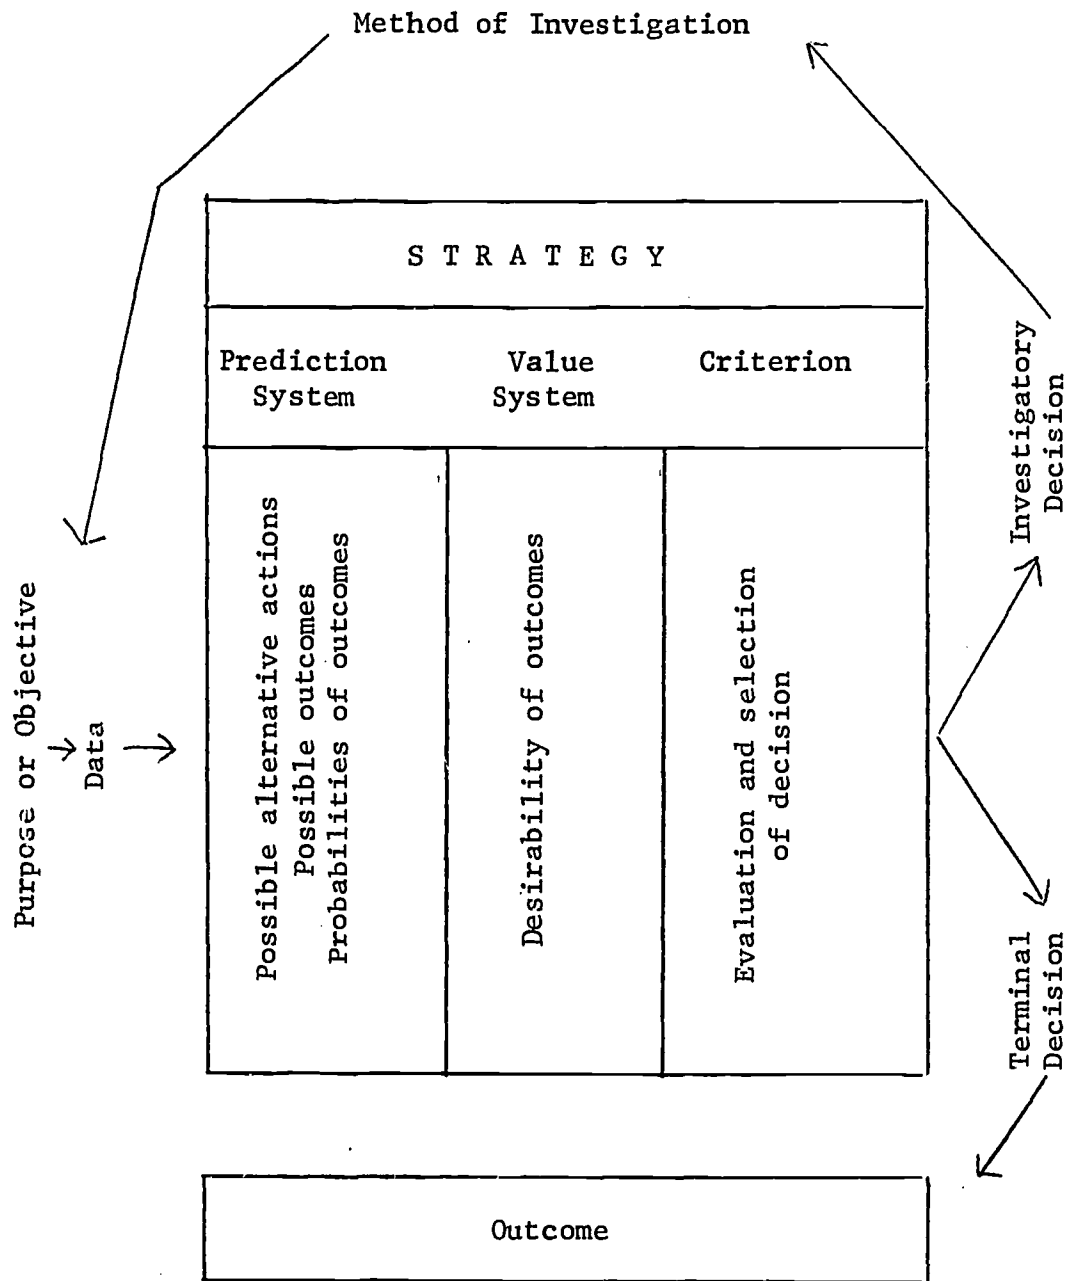 Method of Investigation
STRATEGY
Prediction
System
Value
System
Criterion
Purpose or Objective
Data
Possible alternative actions
Possible outcomes
Probabilities of outcomes
Desirability of outcomes
Evaluation and selection
of decision
Investigatory
Decision
Terminal
Decision
Outcome